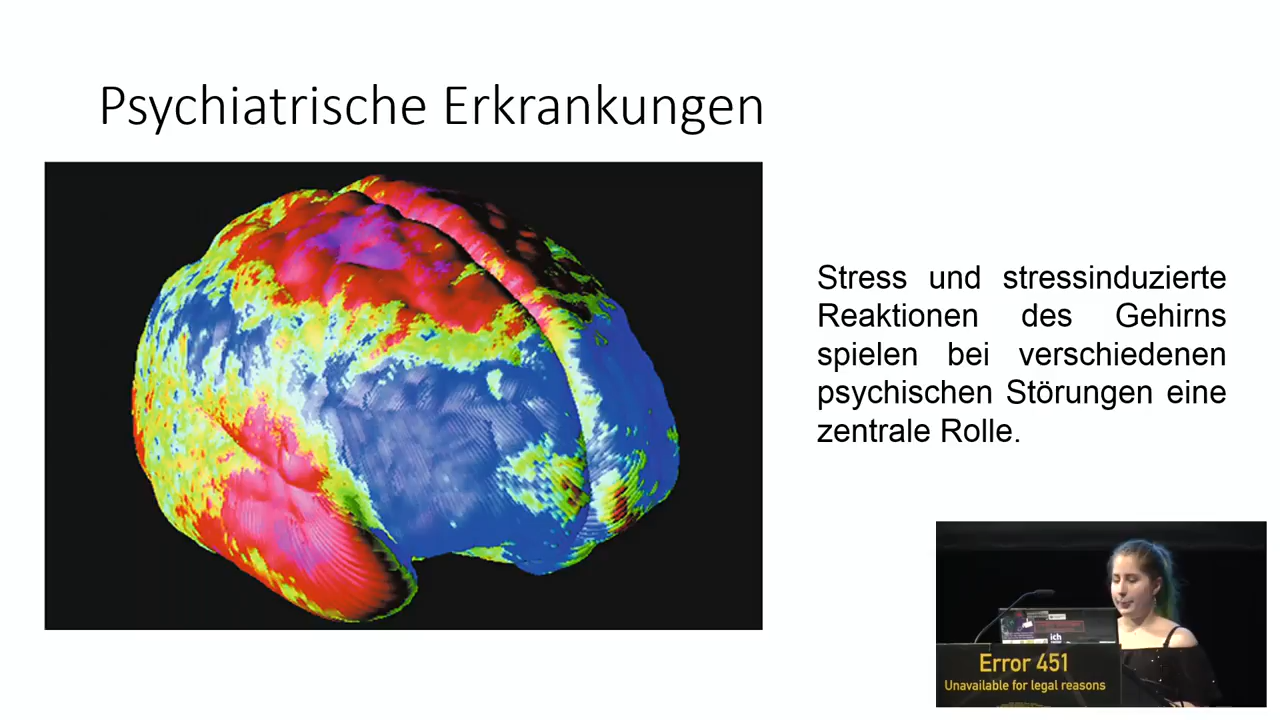 Psychiatrische Erkrankungen
Stress und stressinduzierte
Reaktionen des Gehirns
spielen bei verschiedenen
psychischen Störungen eine
zentrale Rolle.
ich
Error 451
Unavailable for legal reasons